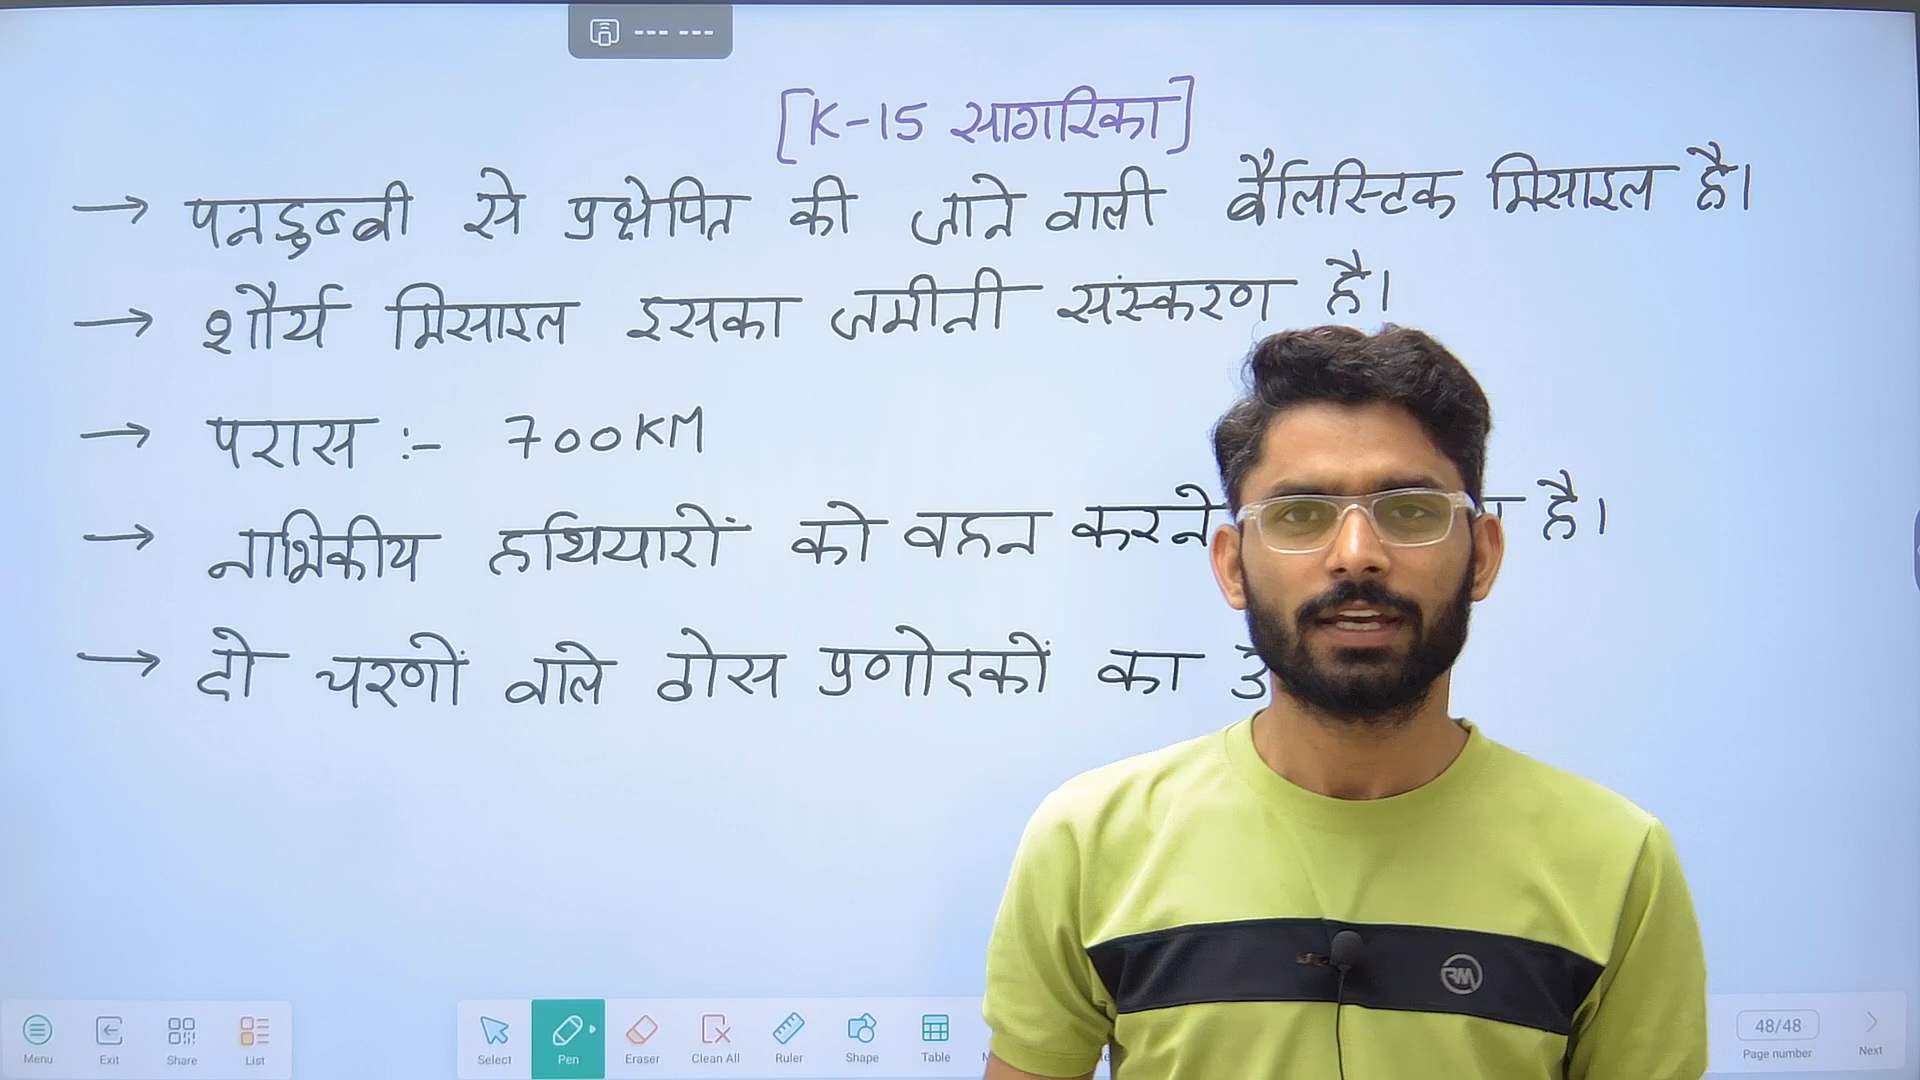 [K-15 सागरिका]
→ पनडुब्बी से प्रक्षेपित की जाने वाली बैलिस्टिक मिसाइल है।
→ शौर्य मिसाइल इसका जमीनी संस्करण है।
→ परास :- 700KM
→ नाभिकीय हथियारों को वहन करने है।
→ दो चरणों वाले ठोस प्रणोदकों का
RM
Menu Exit Share List Select Pen Eraser Clean All Ruler Shape Table 48/48 Page number Next